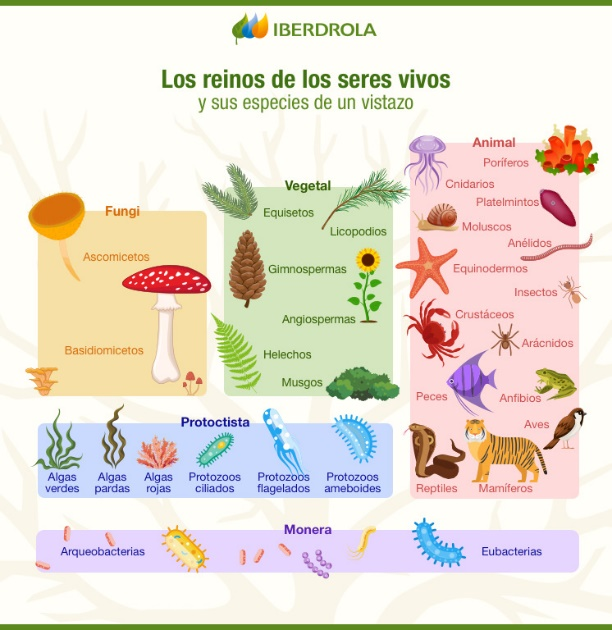 IBERDROLA
Los reinos de los seres vivos
y sus especies de un vistazo
Fungi
Ascomicetos
Basidiomicetos
Vegetal
Equisetos
Licopodios
Gimnospermas
Angiospermas
Helechos
Musgos
Animal
Poríferos
Cnidarios
Platelmintos
Moluscos
Anélidos
Equinodermos
Insectos
Crustáceos
Arácnidos
Peces
Anfibios
Aves
Reptiles
Mamíferos
Protoctista
Algas
verdes
Algas
pardas
Algas
rojas
Protozoos
ciliados
Protozoos
flagelados
Protozoos
ameboides
Monera
Arqueobacterias
Eubacterias